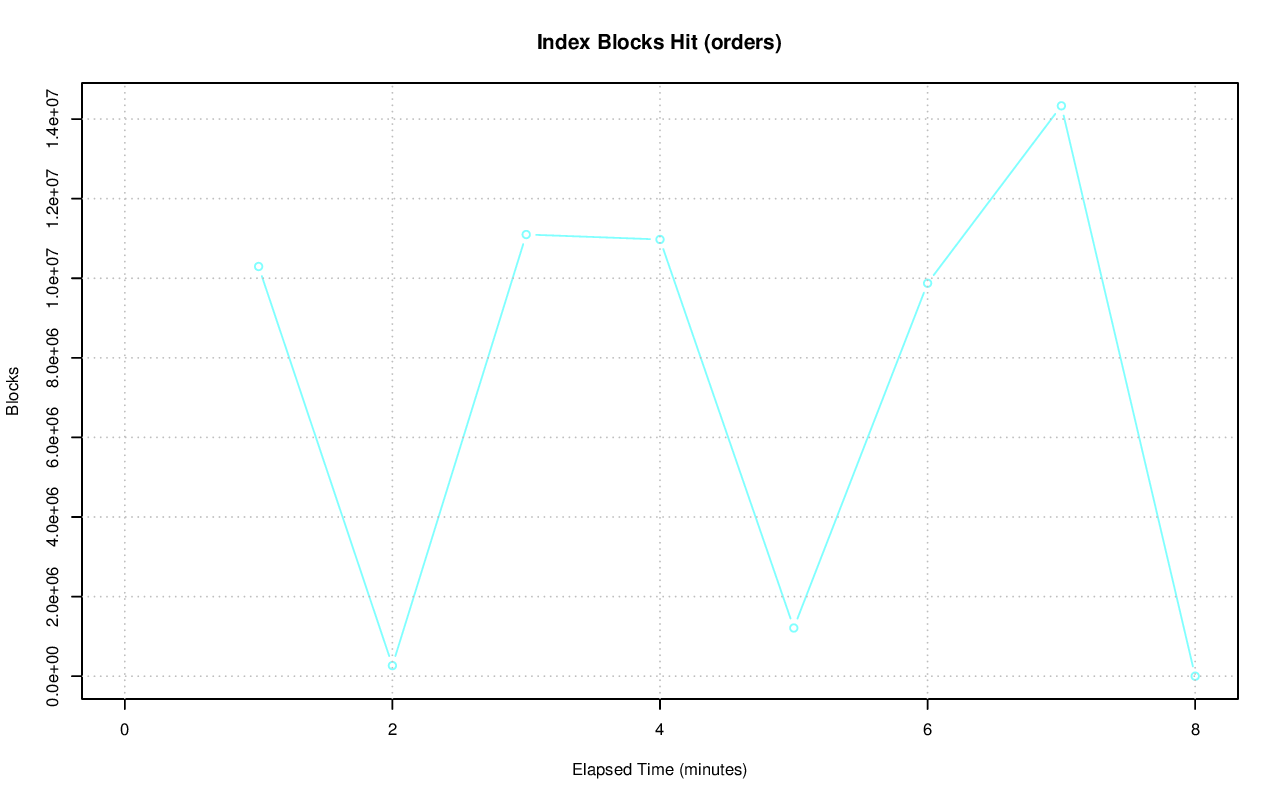 Index Blocks Hit (orders)
1.4e+07
1.2e+07
1.0e+07
8.0e+06
6.0e+06
4.0e+06
2.0e+06
0.0e+00
Blocks
0 2 4 6 8
Elapsed Time (minutes)